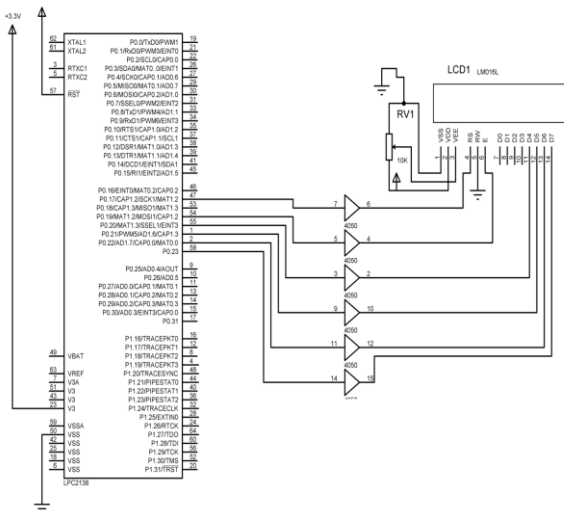 +3.3V
62 XTAL1
61 XTAL2
3 RTXC1
5 RTXC2
57 RST
49 VBAT
63 VREF
7 V3A
51 V3
43 V3
23 V3
59 VSSA
50 VSS
42 VSS
25 VSS
18 VSS
6 VSS
LPC2138
P0.0/TxD0/PWM1 19
P0.1/RxD0/PWM3/EINT0 21
P0.2/SCL0/CAP0.0 22
P0.3/SDA0/MAT0.0/EINT1 26
P0.4/SCK0/CAP0.1/AD0.6 27
P0.5/MISO0/MAT0.1/AD0.7 29
P0.6/MOSI0/CAP0.2/AD1.0 30
P0.7/SSEL0/PWM2/EINT2 31
P0.8/TxD1/PWM4/AD1.1 33
P0.9/RxD1/PWM6/EINT3 34
P0.10/RTS1/CAP1.0/AD1.2 35
P0.11/CTS1/CAP1.1/SCL1 37
P0.12/DSR1/MAT1.0/AD1.3 38
P0.13/DTR1/MAT1.1/AD1.4 39
P0.14/DCD1/EINT1/SDA1 41
P0.15/RI1/EINT2/AD1.5 45
P0.16/EINT0/MAT0.2/CAP0.2 46
P0.17/CAP1.2/SCK1/MAT1.2 47
P0.18/CAP1.3/MISO1/MAT1.3 53
P0.19/MAT1.2/MOSI1/CAP1.2 54
P0.20/MAT1.3/SSEL1/EINT3 55
P0.21/PWM5/AD1.6/CAP1.3 1
P0.22/AD1.7/CAP0.0/MAT0.0 2
P0.23 58
P0.25/AD0.4/AOUT 9
P0.26/AD0.5 10
P0.27/AD0.0/CAP0.1/MAT0.1 11
P0.28/AD0.1/CAP0.2/MAT0.2 13
P0.29/AD0.2/CAP0.3/MAT0.3 14
P0.30/AD0.3/EINT3/CAP0.0 15
P0.31 17
P1.16/TRACEPKT0 16
P1.17/TRACEPKT1 12
P1.18/TRACEPKT2 8
P1.19/TRACEPKT3 4
P1.20/TRACESYNC 48
P1.21/PIPESTAT0 44
P1.22/PIPESTAT1 40
P1.23/PIPESTAT2 36
P1.24/TRACECLK 32
P1.25/EXTIN0 28
P1.26/RTCK 24
P1.27/TDO 64
P1.28/TDI 60
P1.29/TCK 56
P1.30/TMS 52
P1.31/TRST 20
7 6
4050
5 4
4050
3 2
4050
9 10
4050
11 12
4050
14 15
RV1
10K
LCD1 LM016L
VSS VDD VEE RS RW E D0 D1 D2 D3 D4 D5 D6 D7
1 2 3 4 5 6 7 8 9 10 11 12 13 14